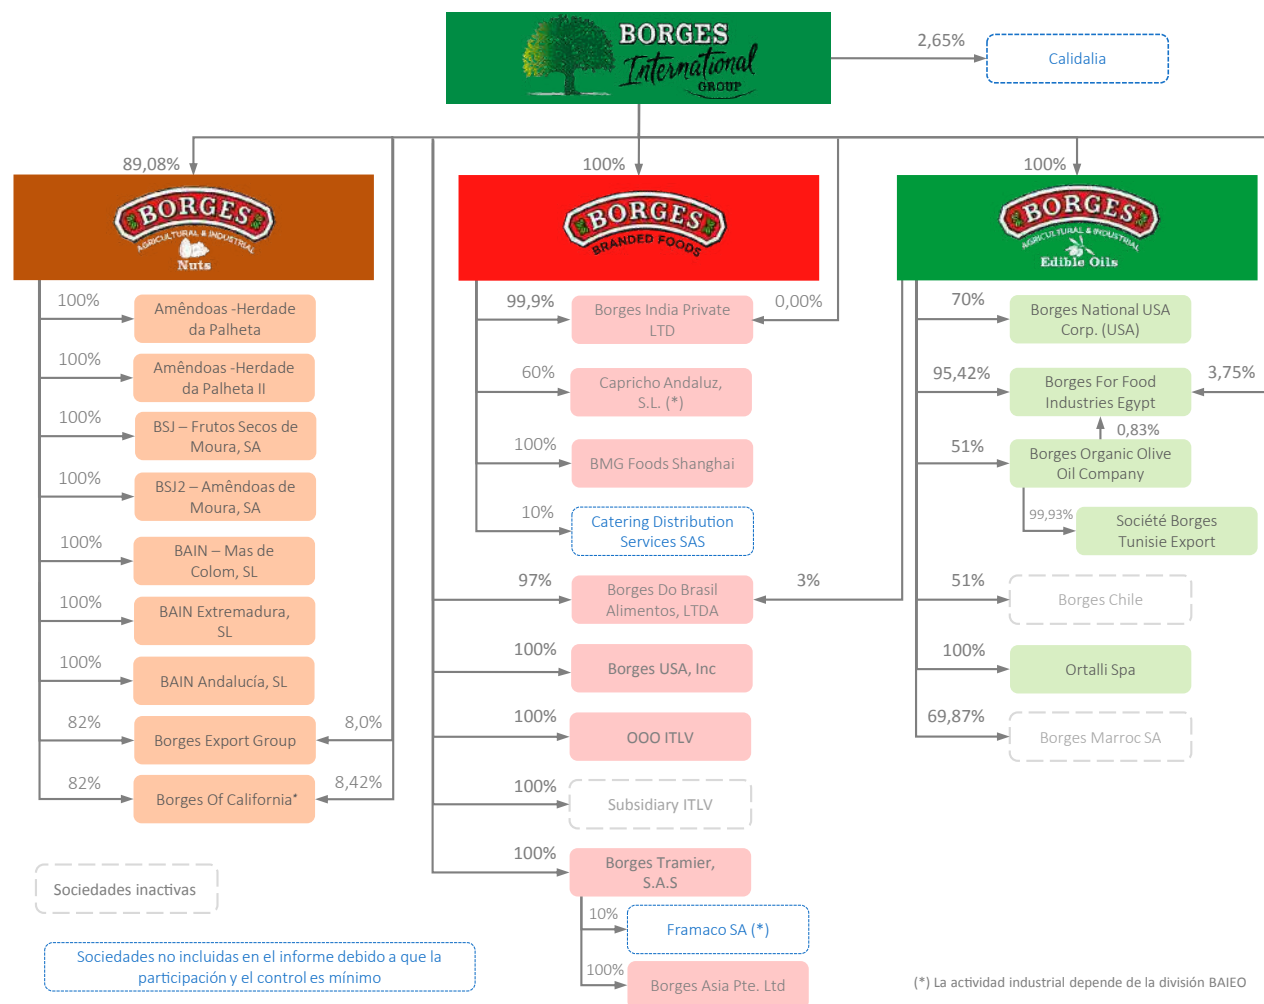 BORGES
International
GROUP
2,65%
Calidalia
89,08%
100%
100%
BORGES
AGRICULTURAL & INDUSTRIAL
Nuts
BORGES
BRANDED FOODS
BORGES
AGRICULTURAL & INDUSTRIAL
Edible Oils
100%
Amêndoas -Herdade
da Palheta
100%
Amêndoas -Herdade
da Palheta II
100%
BSJ – Frutos Secos de
Moura, SA
100%
BSJ2 – Amêndoas de
Moura, SA
100%
BAIN – Mas de
Colom, SL
100%
BAIN Extremadura,
SL
100%
BAIN Andalucía, SL
82%
Borges Export Group
8,0%
82%
Borges Of California*
8,42%
99,9%
Borges India Private
LTD
0,00%
60%
Capricho Andaluz,
S.L. (*)
100%
BMG Foods Shanghai
10%
Catering Distribution
Services SAS
97%
Borges Do Brasil
Alimentos, LTDA
3%
100%
Borges USA, Inc
100%
OOO ITLV
100%
Subsidiary ITLV
100%
Borges Tramier,
S.A.S
10%
Framaco SA (*)
100%
Borges Asia Pte. Ltd
70%
Borges National USA
Corp. (USA)
95,42%
Borges For Food
Industries Egypt
3,75%
0,83%
51%
Borges Organic Olive
Oil Company
99,93%
Société Borges
Tunisie Export
51%
Borges Chile
100%
Ortalli Spa
69,87%
Borges Marroc SA
Sociedades inactivas
Sociedades no incluidas en el informe debido a que la
participación y el control es mínimo
(*) La actividad industrial depende de la división BAIEO